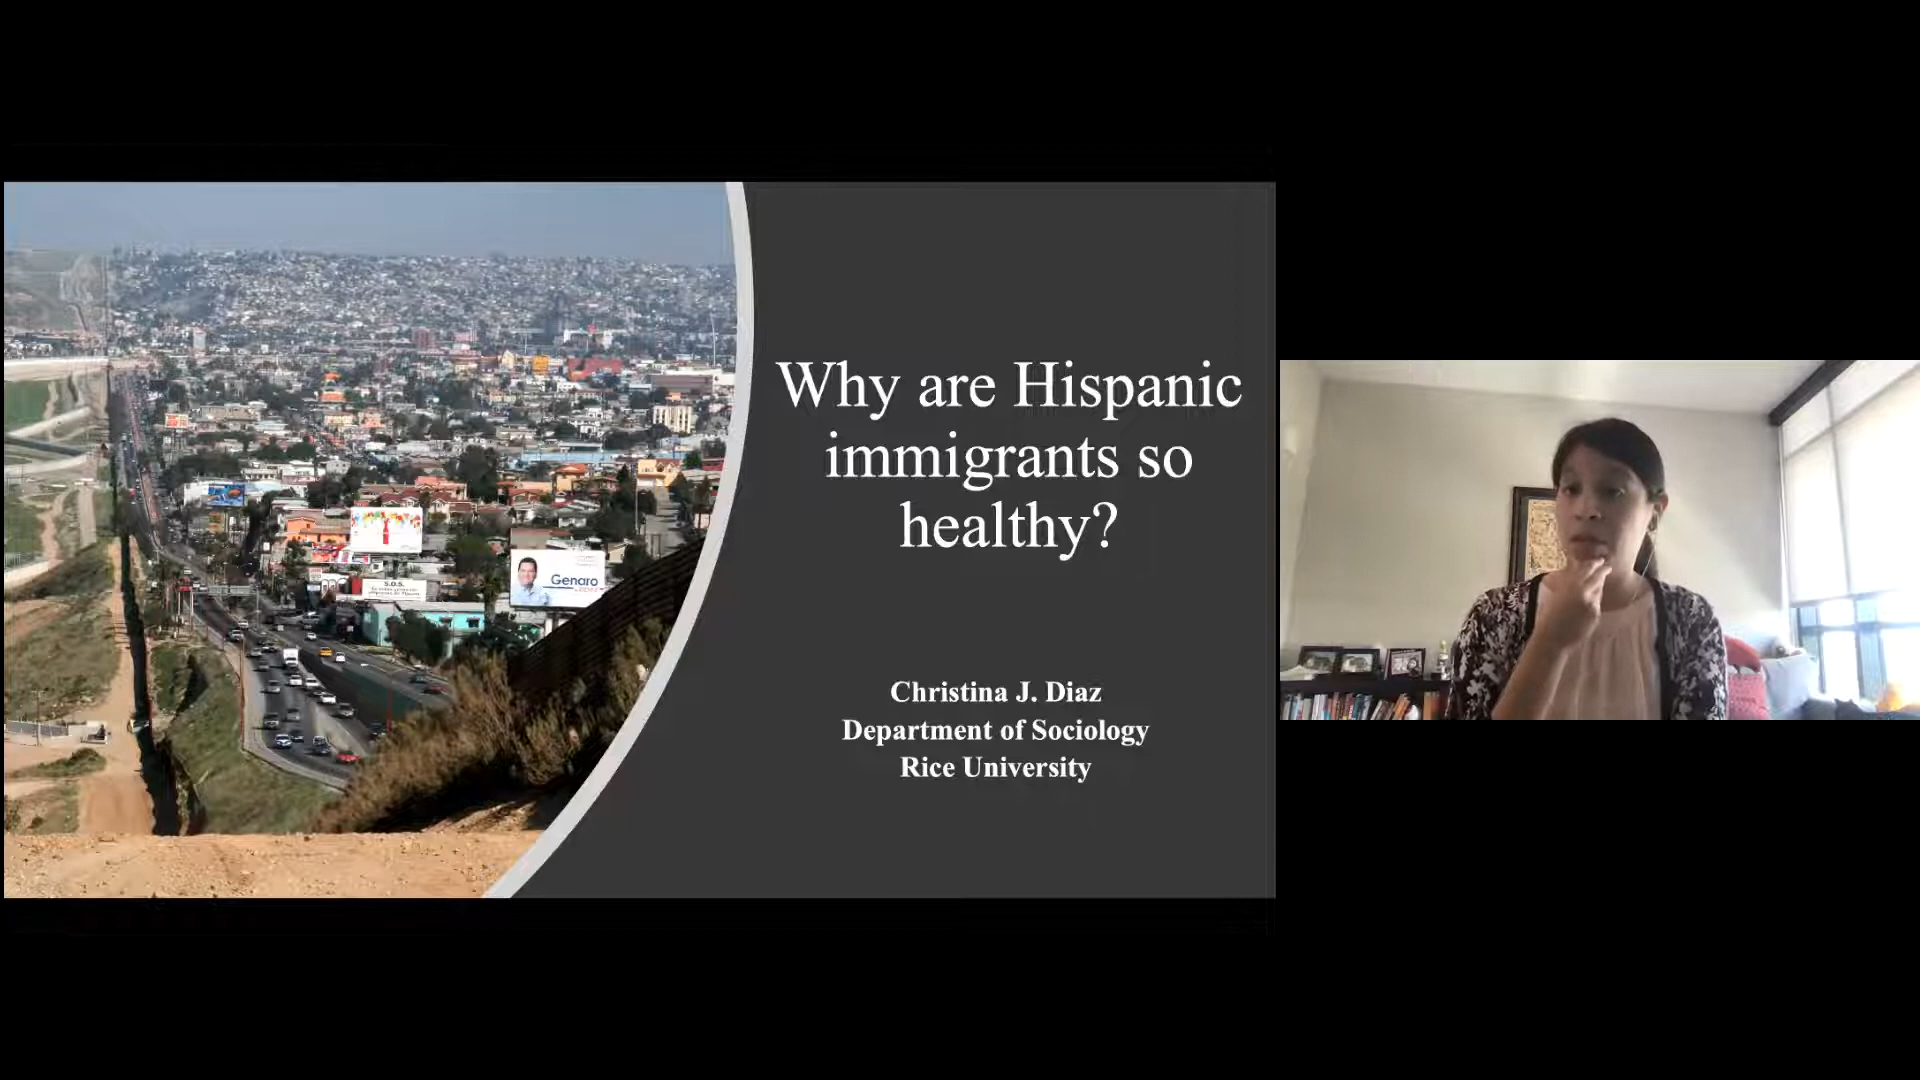 Why are Hispanic
immigrants so
healthy?
Christina J. Diaz
Department of Sociology
Rice University
S.O.S.
Genaro